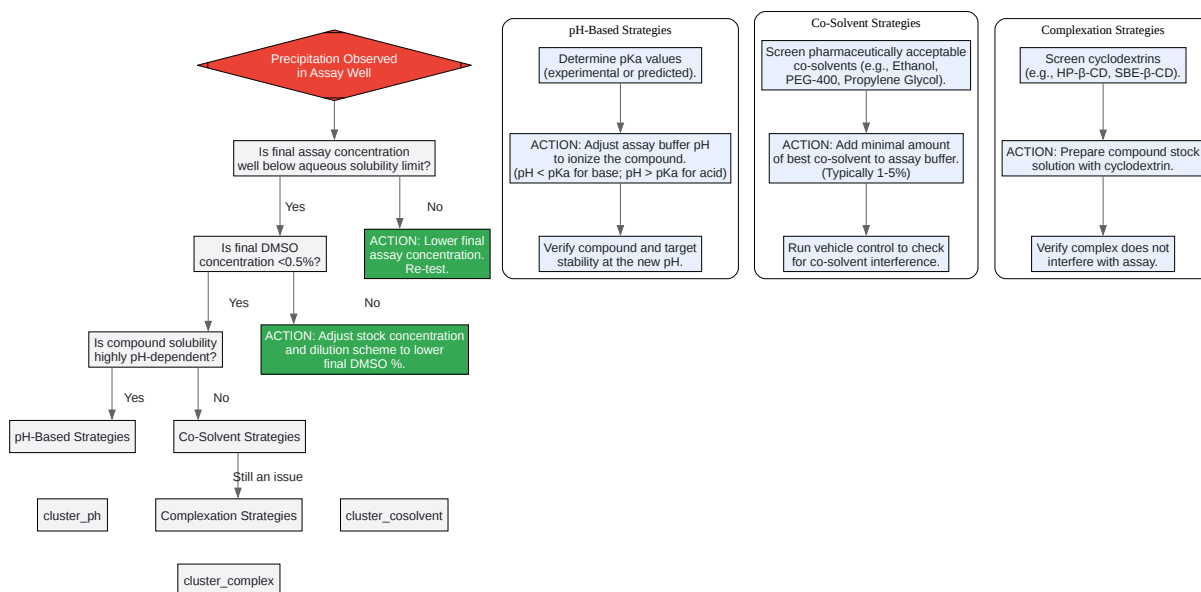 Precipitation Observed
in Assay Well
Is final assay concentration
well below aqueous solubility limit?
Yes
No
Is final DMSO
concentration <0.5%?
ACTION: Lower final
assay concentration.
Re-test.
Yes
No
Is compound solubility
highly pH-dependent?
ACTION: Adjust stock concentration
and dilution scheme to lower
final DMSO %.
Yes
No
pH-Based Strategies
Co-Solvent Strategies
Still an issue
cluster_ph
Complexation Strategies
cluster_cosolvent
cluster_complex
pH-Based Strategies
Determine pKa values
(experimental or predicted).
ACTION: Adjust assay buffer pH
to ionize the compound.
(pH < pKa for base; pH > pKa for acid)
Verify compound and target
stability at the new pH.
Co-Solvent Strategies
Screen pharmaceutically acceptable
co-solvents (e.g., Ethanol,
PEG-400, Propylene Glycol).
ACTION: Add minimal amount
of best co-solvent to assay buffer.
(Typically 1-5%)
Run vehicle control to check
for co-solvent interference.
Complexation Strategies
Screen cyclodextrins
(e.g., HP-β-CD, SBE-β-CD).
ACTION: Prepare compound stock
solution with cyclodextrin.
Verify complex does not
interfere with assay.